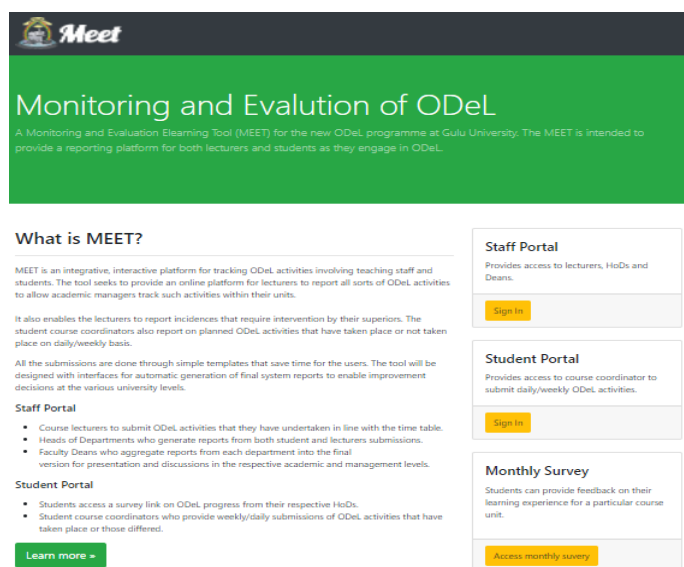 Meet
Monitoring and Evalution of ODeL
A Monitoring and Evaluation Elearning Tool (MEET) for the new ODeL programme at Gulu University. The MEET is intended to
provide a reporting platform for both lecturers and students as they engage in ODeL.
What is MEET?
MEET is an integrative, interactive platform for tracking ODeL activities involving teaching staff and
students. The tool seeks to provide an online platform for lecturers to report all sorts of ODeL activities
to allow academic managers track such activities within their units.
It also enables the lecturers to report incidences that require intervention by their superiors. The
student course coordinators also report on planned ODeL activities that have taken place or not taken
place on daily/weekly basis.
All the submissions are done through simple templates that save time for the users. The tool will be
designed with interfaces for automatic generation of final system reports to enable improvement
decisions at the various university levels.
Staff Portal
• Course lecturers to submit ODeL activities that they have undertaken in line with the time table.
• Heads of Departments who generate reports from both student and lecturers submissions.
• Faculty Deans who aggregate reports from each department into the final
version for presentation and discussions in the respective academic and management levels.
Student Portal
• Students access a survey link on ODeL progress from their respective HoDs.
• Student course coordinators who provide weekly/daily submissions of ODeL activities that have
taken place or those differed.
Learn more »
Staff Portal
Provides access to lecturers, HoDs and
Deans.
Sign In
Student Portal
Provides access to course coordinator to
submit daily/weekly ODeL activities.
Sign In
Monthly Survey
Students can provide feedback on their
learning experience for a particular course
unit.
Access monthly suvery